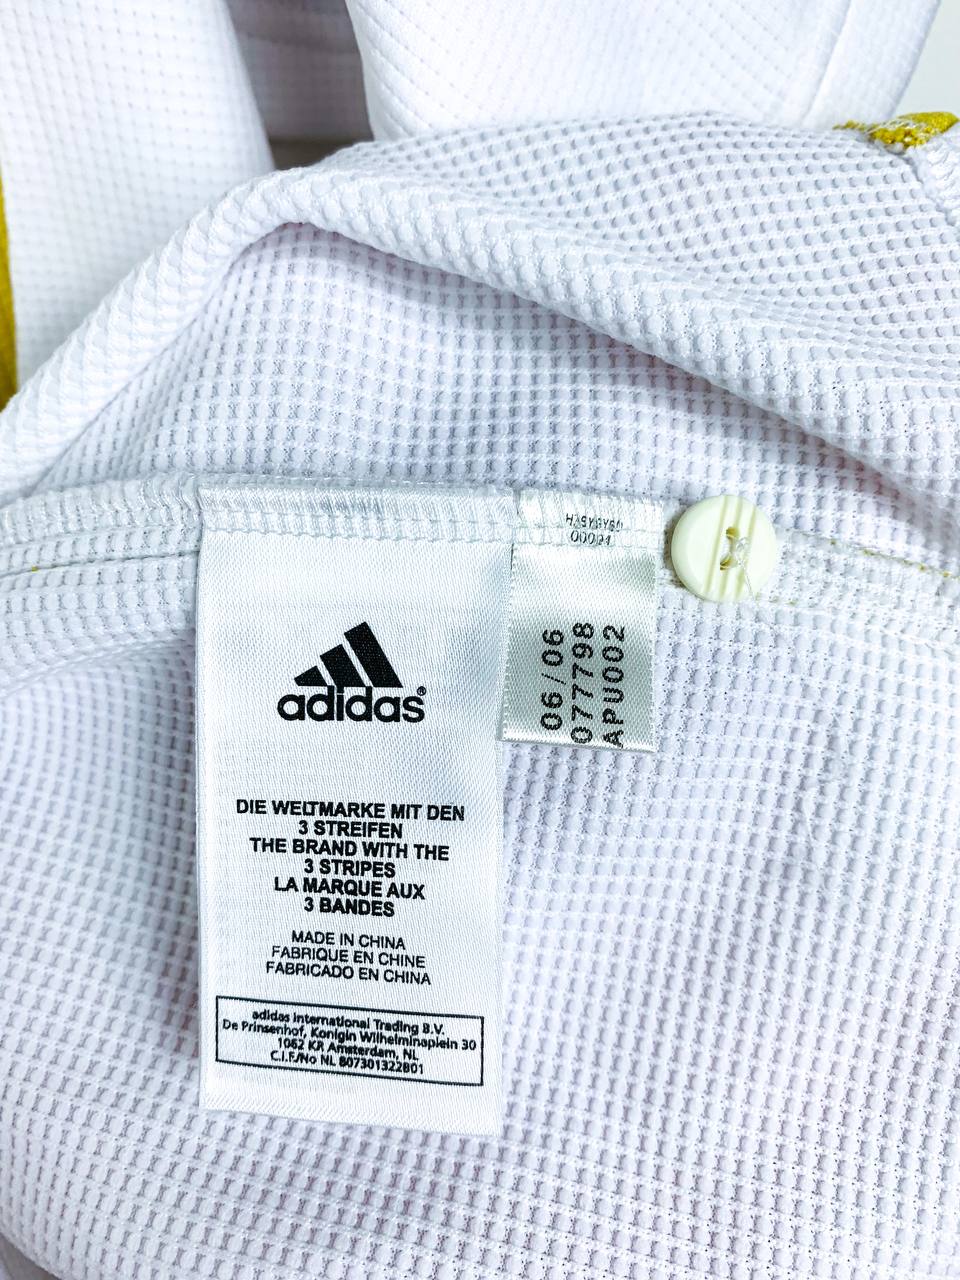 adidas®
DIE WELTMARKE MIT DEN
3 STREIFEN
THE BRAND WITH THE
3 STRIPES
LA MARQUE AUX
3 BANDES
MADE IN CHINA
FABRIQUE EN CHINE
FABRICADO EN CHINA
adidas International Trading B.V.
De Prinsenhof, Konigin Wilhelminaplein 30
1062 KR Amsterdam, NL
C.I.F./No NL 807301322B01
06/06
077798
APU002